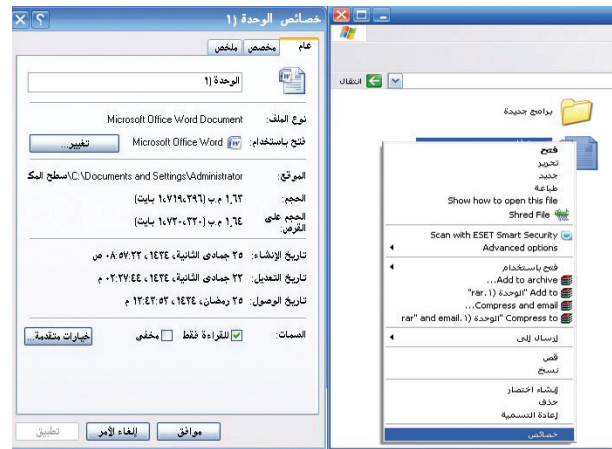 انتقال
برامج جديدة
فتح
تحرير
جديد
طباعة
Show how to open this file
Shred File
Scan with ESET Smart Security
Advanced options
فتح باستخدام
Add to archive...
Add to "الوحدة (١.rar"
Compress and email...
Compress to "الوحدة (١.rar" and email
إرسال إلى
قص
نسخ
إنشاء اختصار
حذف
إعادة التسمية
خصائص
خصائص الوحدة (١
عام
مخصص
ملخص
الوحدة (١
نوع الملف: Microsoft Office Word Document
فتح باستخدام: Microsoft Office Word تغيير...
الموقع: C:\Documents and Settings\Administrator\سطح المك
الحجم: ١,٦٣ م.ب (١،٧١٩،٢٩٦ بايت)
الحجم على القرص: ١,٦٤ م.ب (١،٧٢٠،٣٢٠ بايت)
تاريخ الإنشاء: ٢٥ جمادى الثانية، ١٤٣٤، ٠٨:٥٧:٢٢ ص
تاريخ التعديل: ٢٢ جمادى الثانية، ١٤٣٤، ٠٢:٢٧:٤٤ م
تاريخ الوصول: ٢٥ رمضان، ١٤٣٤، ١٢:٤٢:٥٣ م
السمات: للقراءة فقط مخفي خيارات متقدمة...
موافق
إلغاء الأمر
تطبيق